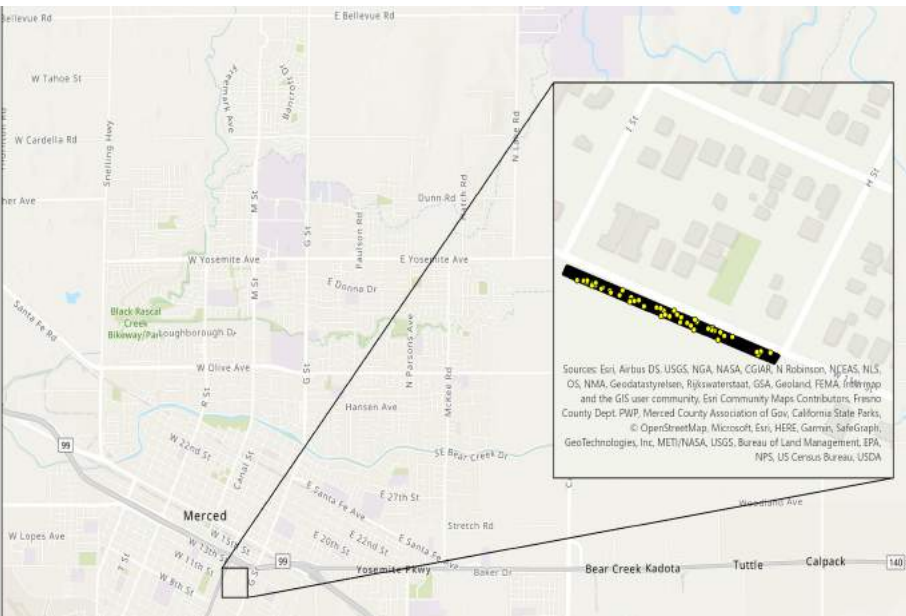 Bellevue Rd
E Bellevue Rd
W Tahoe St
Freemark Ave
Bancroft Dr
W Cardella Rd
Snelling Hwy
N Lake Rd
her Ave
M St
Dunn Rd
Hatch Rd
G St
Paulson Rd
W Yosemite Ave
E Yosemite Ave
M St
E Donna Dr
Santa Fe Rd
Black Rascal
Creek
Loughborough Dr
N Parsons Ave
W Olive Ave
G St
R St
McKee Rd
Hansen Ave
99
W 22nd St
Canal St
SE Bear Creek Dr
E Santa Fe Ave
E 27th St
Merced
Woodland Ave
W Lopes Ave
W 15th St
W 13th St
W 11th St
W 8th St
T St
G St
E 20th St
E 22nd St
E Santa Fe Ave
Stretch Rd
99
Yosemite Pkwy
Baker Dr
Bear Creek
Kadota
Tuttle
Calpack
140
I St
H St
Sources: Esri, Airbus DS, USGS, NGA, NASA, CGIAR, N Robinson, NCEAS, NLS,
OS, NMA, Geodatastyrelsen, Rijkswaterstaat, GSA, Geoland, FEMA, Intermap
and the GIS user community, Esri Community Maps Contributors, Fresno
County Dept. PWP, Merced County Association of Gov, California State Parks,
© OpenStreetMap, Microsoft, Esri, HERE, Garmin, SafeGraph,
GeoTechnologies, Inc, METI/NASA, USGS, Bureau of Land Management, EPA,
NPS, US Census Bureau, USDA